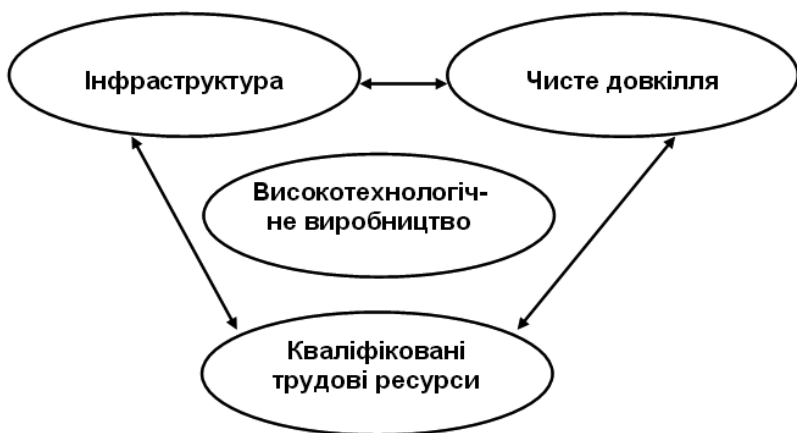 Інфраструктура
Чисте довкілля
Високотехнологіч-
не виробництво
Кваліфіковані
трудові ресурси